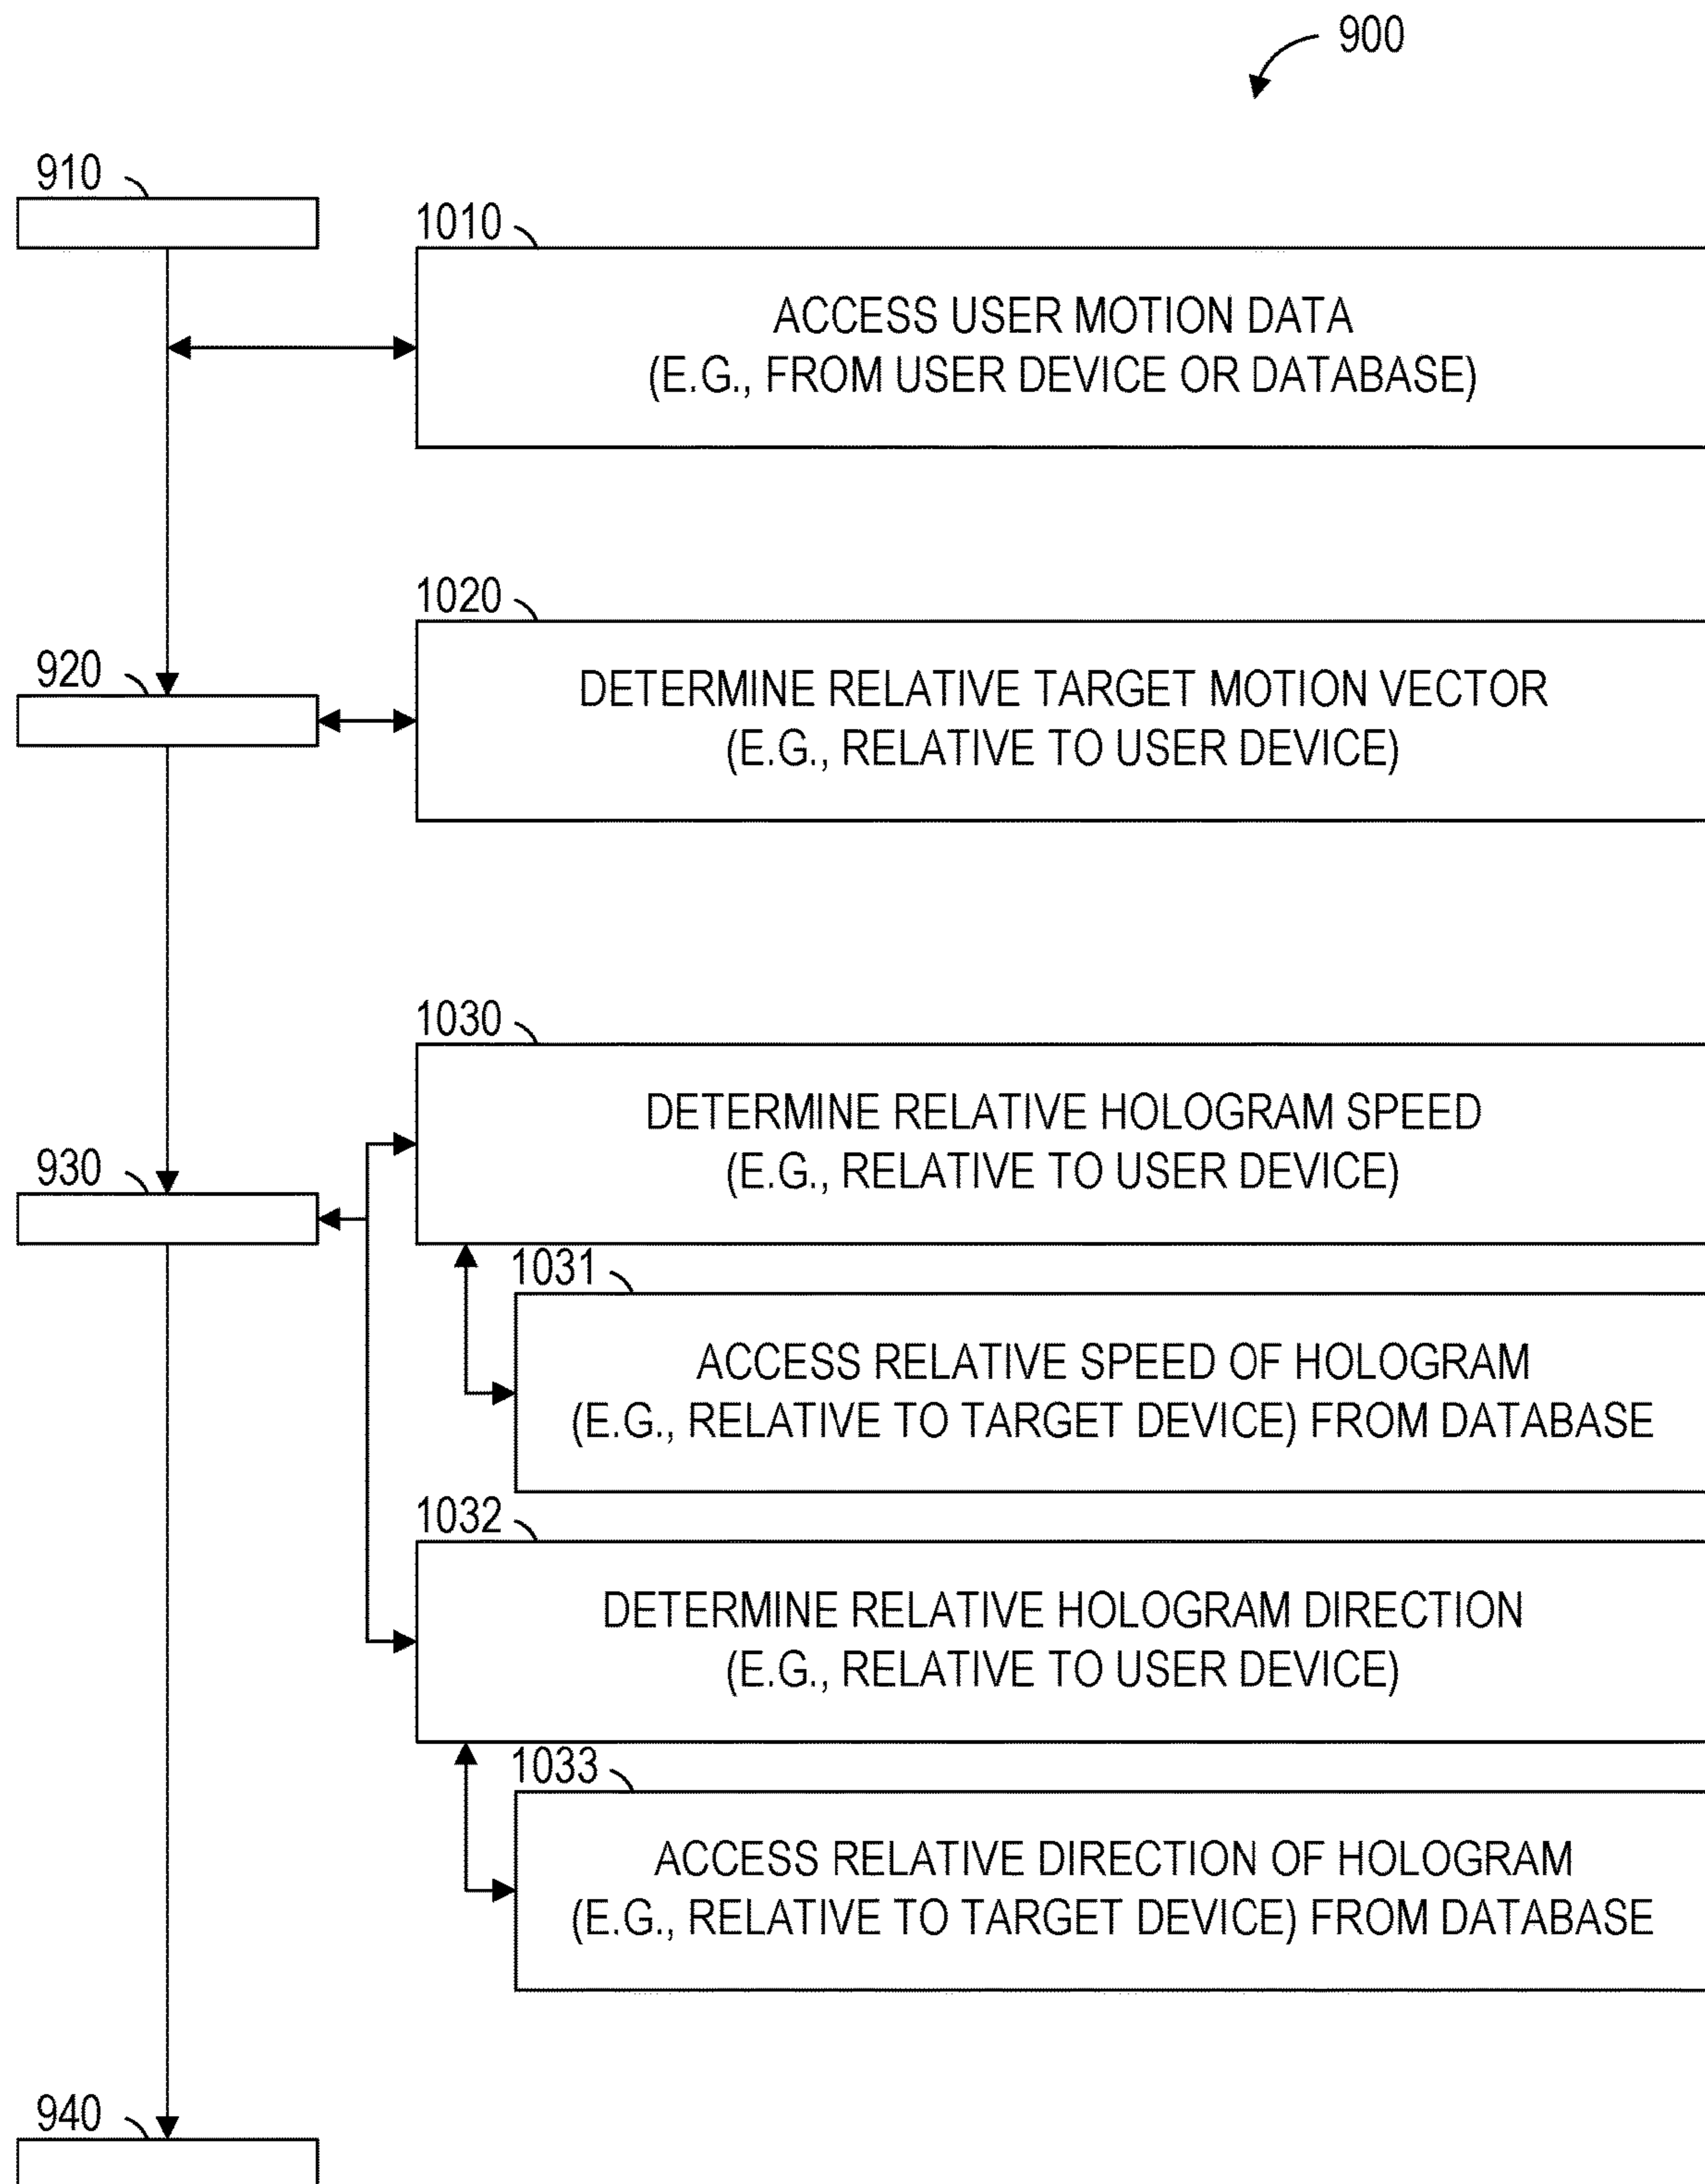 900
910
1010
ACCESS USER MOTION DATA
(E.G., FROM USER DEVICE OR DATABASE)
1020
920
DETERMINE RELATIVE TARGET MOTION VECTOR
(E.G., RELATIVE TO USER DEVICE)
1030
DETERMINE RELATIVE HOLOGRAM SPEED
(E.G., RELATIVE TO USER DEVICE)
930
1031
ACCESS RELATIVE SPEED OF HOLOGRAM
(E.G., RELATIVE TO TARGET DEVICE) FROM DATABASE
1032
DETERMINE RELATIVE HOLOGRAM DIRECTION
(E.G., RELATIVE TO USER DEVICE)
1033
ACCESS RELATIVE DIRECTION OF HOLOGRAM
(E.G., RELATIVE TO TARGET DEVICE) FROM DATABASE
940